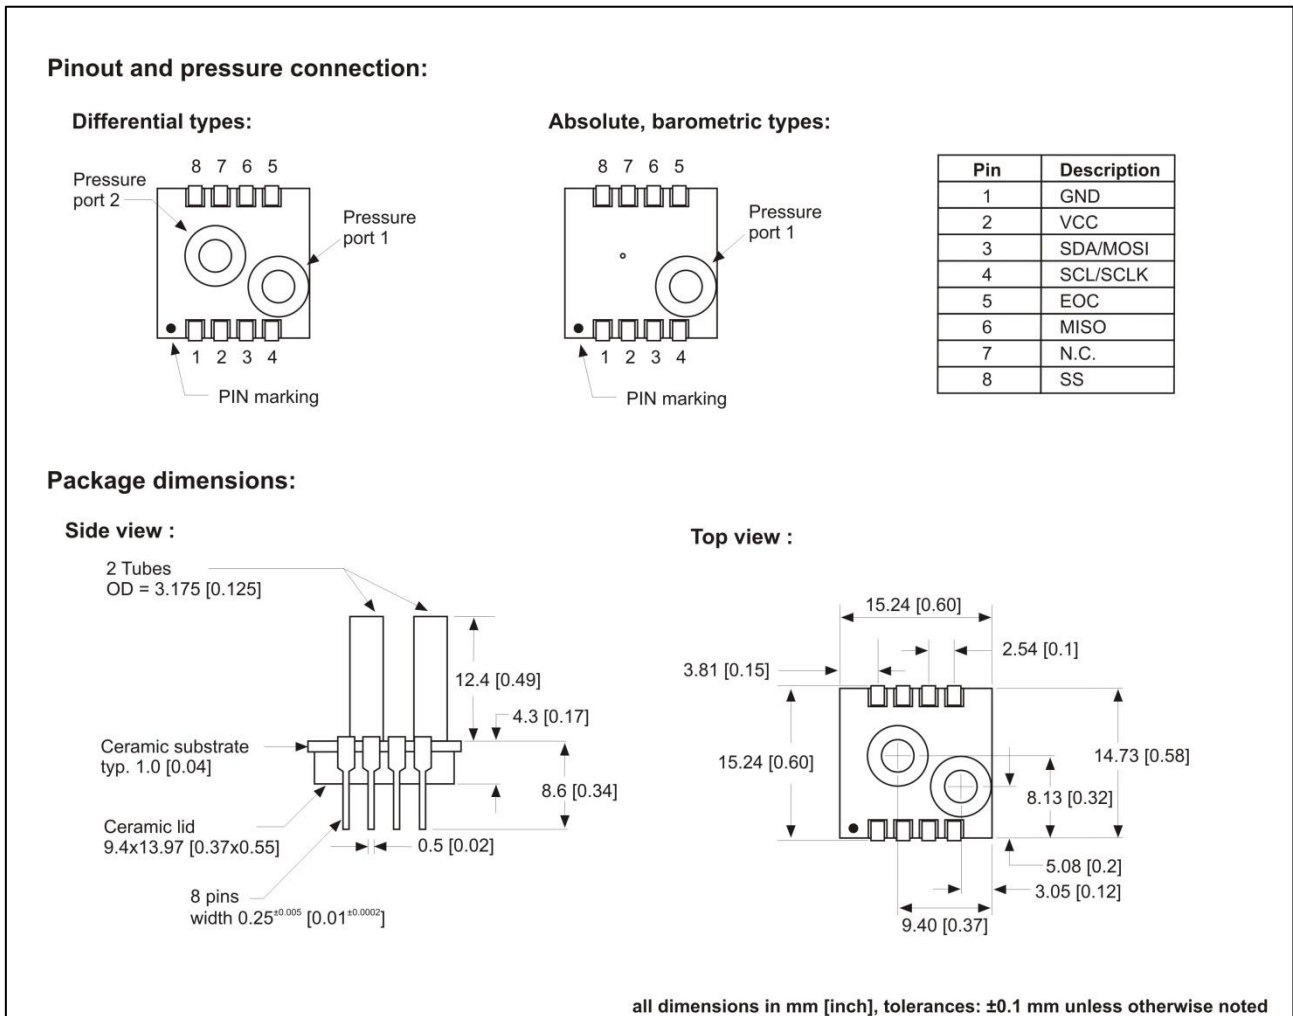 Pinout and pressure connection:
Differential types:
Absolute, barometric types:
8 7 6 5
Pressure
port 2
Pressure
port 1
1 2 3 4
PIN marking
8 7 6 5
Pressure
port 1
1 2 3 4
PIN marking
Pin Description
1 GND
2 VCC
3 SDA/MOSI
4 SCL/SCLK
5 EOC
6 MISO
7 N.C.
8 SS
Package dimensions:
Side view :
2 Tubes
OD = 3.175 [0.125]
12.4 [0.49]
4.3 [0.17]
Ceramic substrate
typ. 1.0 [0.04]
8.6 [0.34]
Ceramic lid
9.4x13.97 [0.37x0.55]
0.5 [0.02]
8 pins
width 0.25±0.005 [0.01±0.0002]
Top view :
15.24 [0.60]
2.54 [0.1]
3.81 [0.15]
15.24 [0.60]
14.73 [0.58]
8.13 [0.32]
5.08 [0.2]
3.05 [0.12]
9.40 [0.37]
all dimensions in mm [inch], tolerances: ±0.1 mm unless otherwise noted